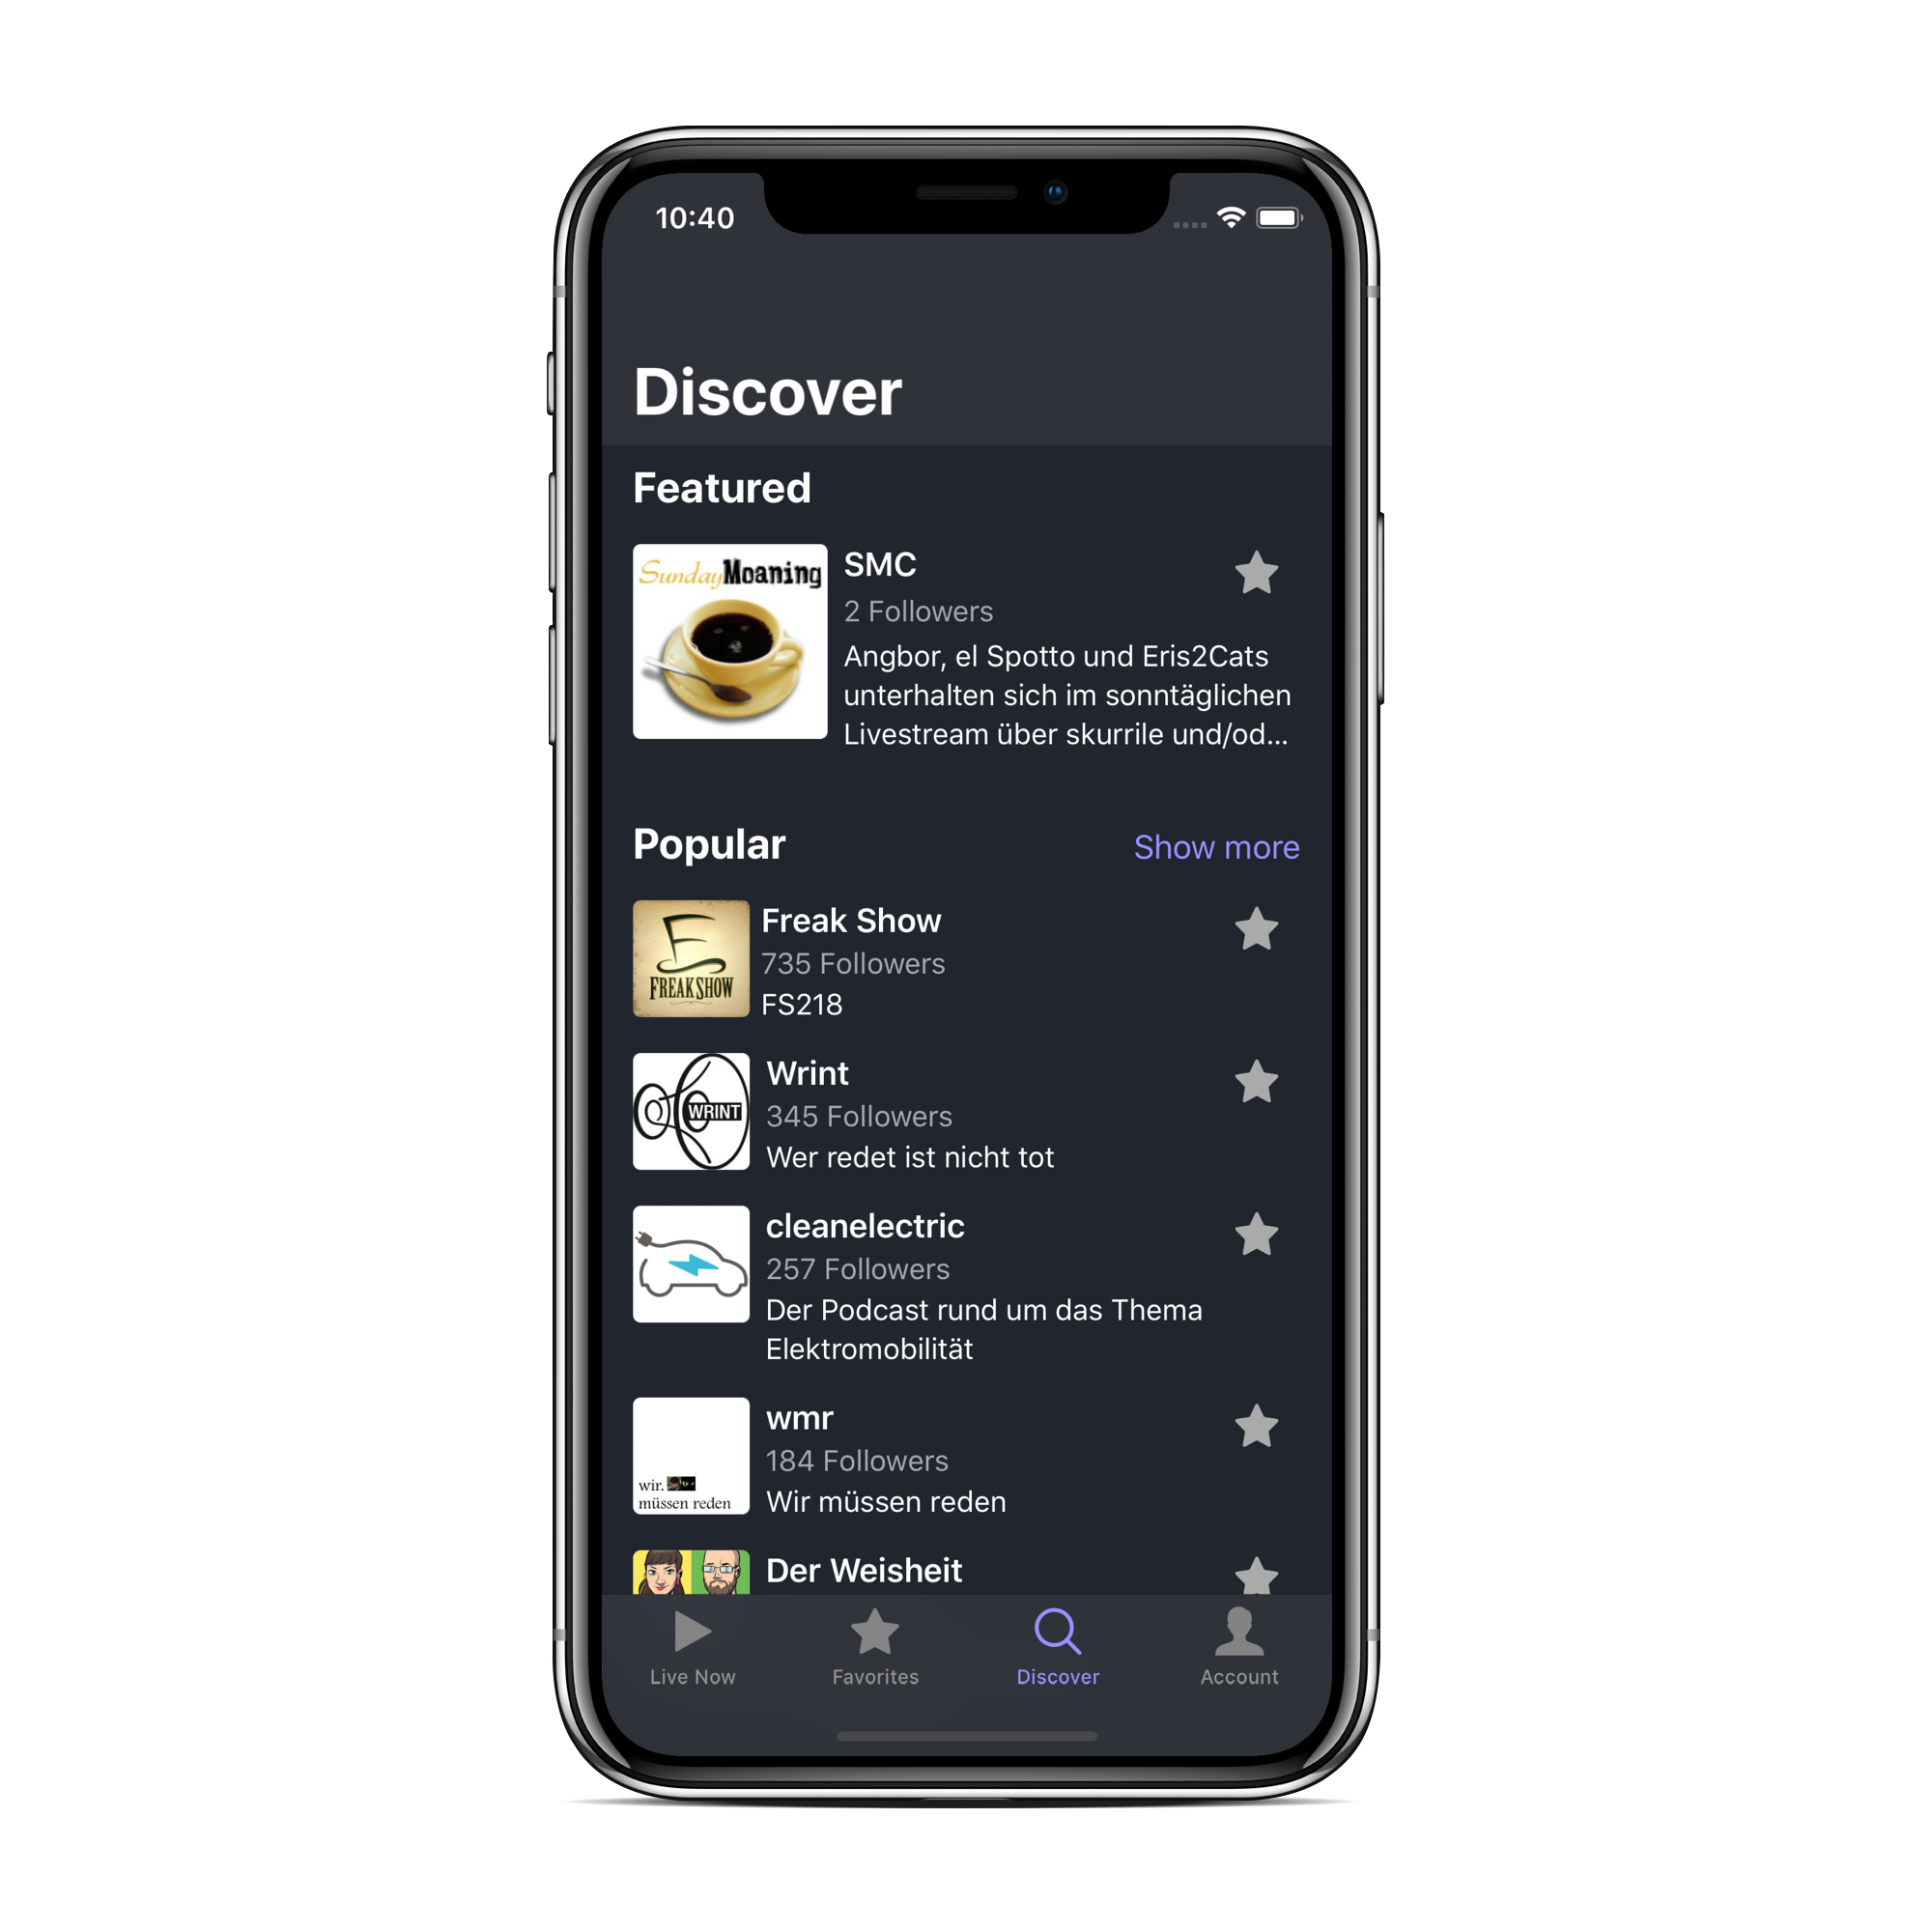 10:40
Discover
Featured
Sunday Moaning
SMC
2 Followers
Angbor, el Spotto und Eris2Cats
unterhalten sich im sonntäglichen
Livestream über skurrile und/od...
Popular
Show more
FREAK SHOW
Freak Show
735 Followers
FS218
WRINT
Wrint
345 Followers
Wer redet ist nicht tot
cleanelectric
257 Followers
Der Podcast rund um das Thema
Elektromobilität
wir.
müssen reden
wmr
184 Followers
Wir müssen reden
Der Weisheit
Live Now
Favorites
Discover
Account